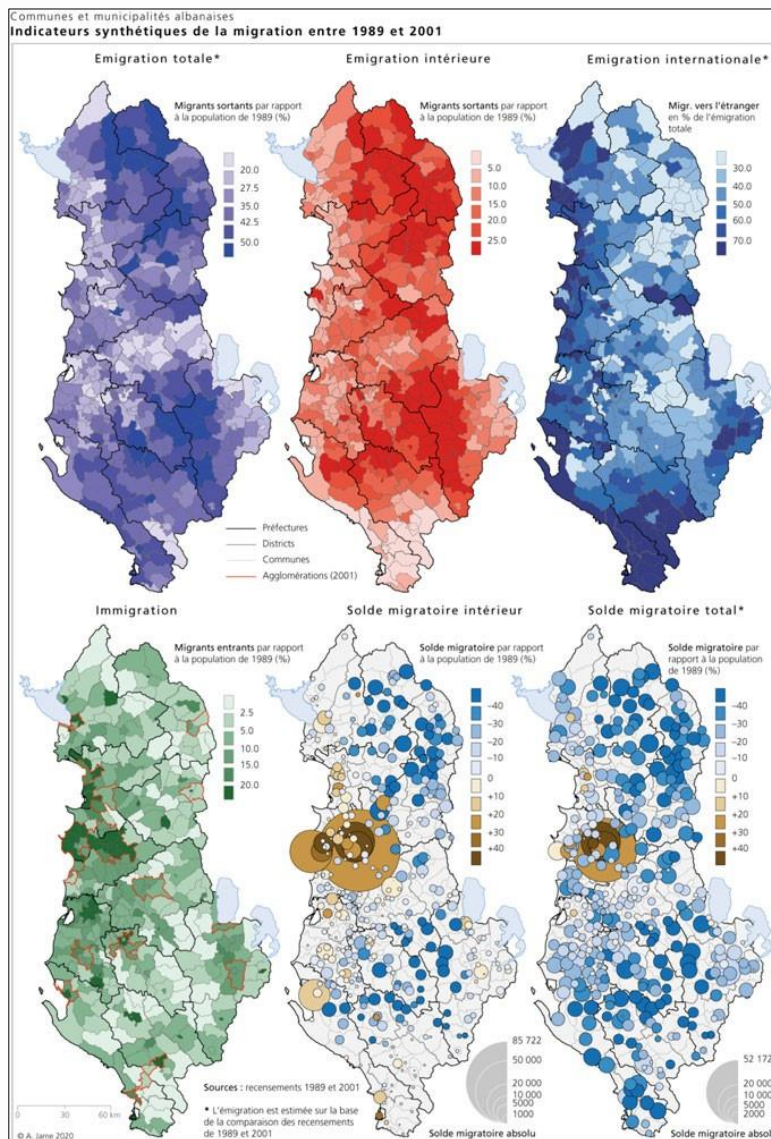 Communes et municipalités albanaises
Indicateurs synthétiques de la migration entre 1989 et 2001
Emigration totale*
Migrants sortants par rapport
à la population de 1989 (%)
20.0
27.5
35.0
42.5
50.0
Emigration intérieure
Migrants sortants par rapport
à la population de 1989 (%)
5.0
10.0
15.0
20.0
25.0
Emigration internationale*
Migr. vers l'étranger
en % de l'émigration
totale
30.0
40.0
50.0
60.0
70.0
Préfectures
Districts
Communes
Agglomérations (2001)
Immigration
Migrants entrants par rapport
à la population de 1989 (%)
2.5
5.0
10.0
15.0
20.0
Solde migratoire intérieur
Solde migratoire par rapport
à la population de 1989 (%)
−40
−30
−20
−10
0
+10
+20
+30
+40
Solde migratoire total*
Solde migratoire par
rapport à la population
de 1989 (%)
−40
−30
−20
−10
0
+10
+20
+30
+40
85 722
50 000
20 000
10 000
5000
1000
Solde migratoire absolu
52 172
20 000
10 000
5000
2000
Solde migratoire absolu
Sources : recensements 1989 et 2001
* L'émigration est estimée sur la base
de la comparaison des recensements
de 1989 et 2001
0 30 60 km
© A. Jarne 2020